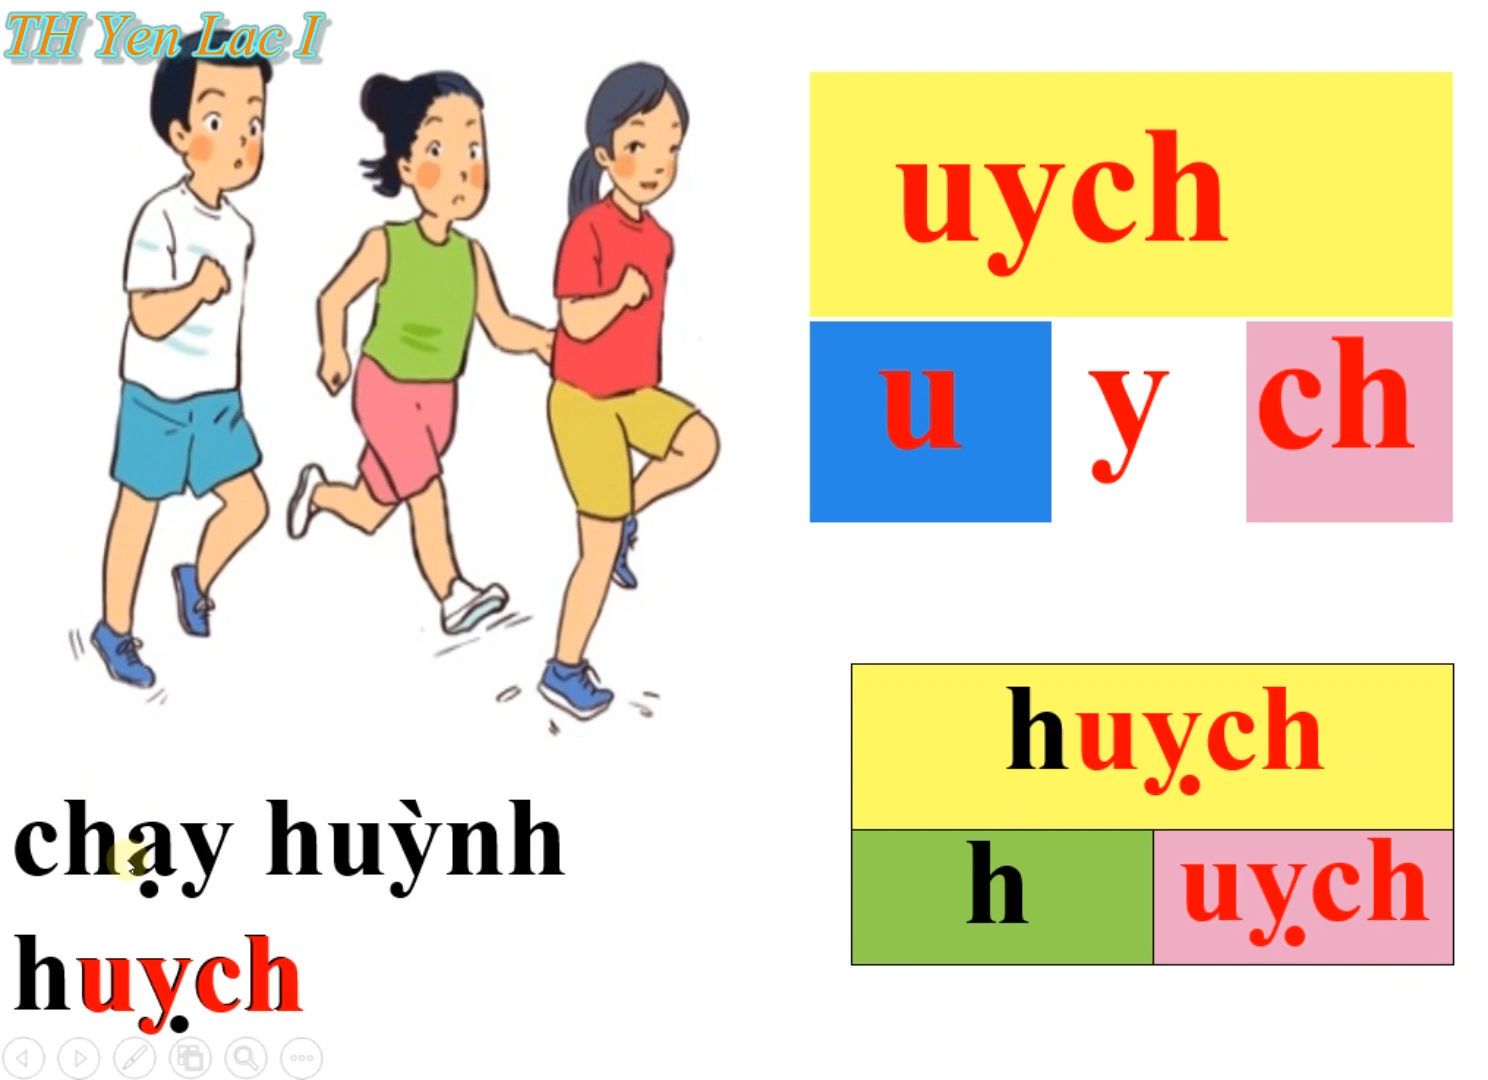 TH Yen Lac I
uych
u y ch
huỵch
h uỵch
chạy huỳnh
huỵch